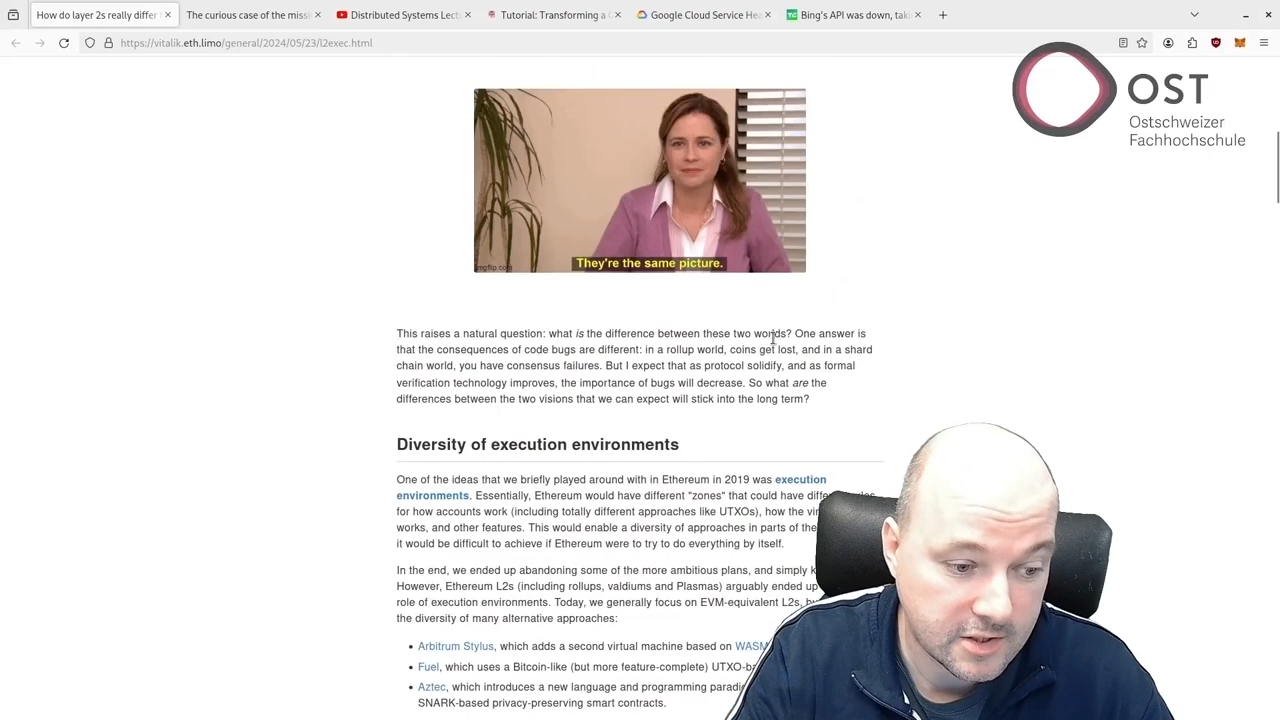 How do layer 2s really differ
The curious case of the missi
Distributed Systems Lect
Tutorial: Transforming a
Google Cloud Service Hea
Bing's API was down, taki
https://vitalik.eth.limo/general/2024/05/23/l2exec.html
OST
Ostschweizer
Fachhochschule
imgflip.com
They're the same picture.
This raises a natural question: what is the difference between these two words? One answer is
that the consequences of code bugs are different: in a rollup world, coins get lost, and in a shard
chain world, you have consensus failures. But I expect that as protocol solidify, and as formal
verification technology improves, the importance of bugs will decrease. So what are the
differences between the two visions that we can expect will stick into the long term?
Diversity of execution environments
One of the ideas that we briefly played around with in Ethereum in 2019 was execution
environments. Essentially, Ethereum would have different "zones" that could have
for how accounts work (including totally different approaches like UTXOs), how the
works, and other features. This would enable a diversity of approaches in parts of the
it would be difficult to achieve if Ethereum were to try to do everything by itself.
In the end, we ended up abandoning some of the more ambitious plans, and simply
However, Ethereum L2s (including rollups, valdiums and Plasmas) arguably ended up
role of execution environments. Today, we generally focus on EVM-equivalent L2s,
the diversity of many alternative approaches:
• Arbitrum Stylus, which adds a second virtual machine based on WASM
• Fuel, which uses a Bitcoin-like (but more feature-complete)
• Aztec, which introduces a new language and programming
SNARK-based privacy-preserving smart contracts.